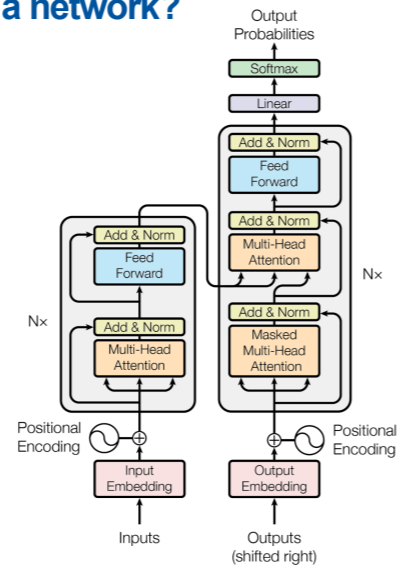 a network?
Output
Probabilities
Softmax
Linear
Add & Norm
Feed
Forward
Add & Norm
Multi-Head
Attention
Add & Norm
Masked
Multi-Head
Attention
N×
Add & Norm
Feed
Forward
Add & Norm
Multi-Head
Attention
N×
Positional
Encoding
Input
Embedding
Inputs
Positional
Encoding
Output
Embedding
Outputs
(shifted right)